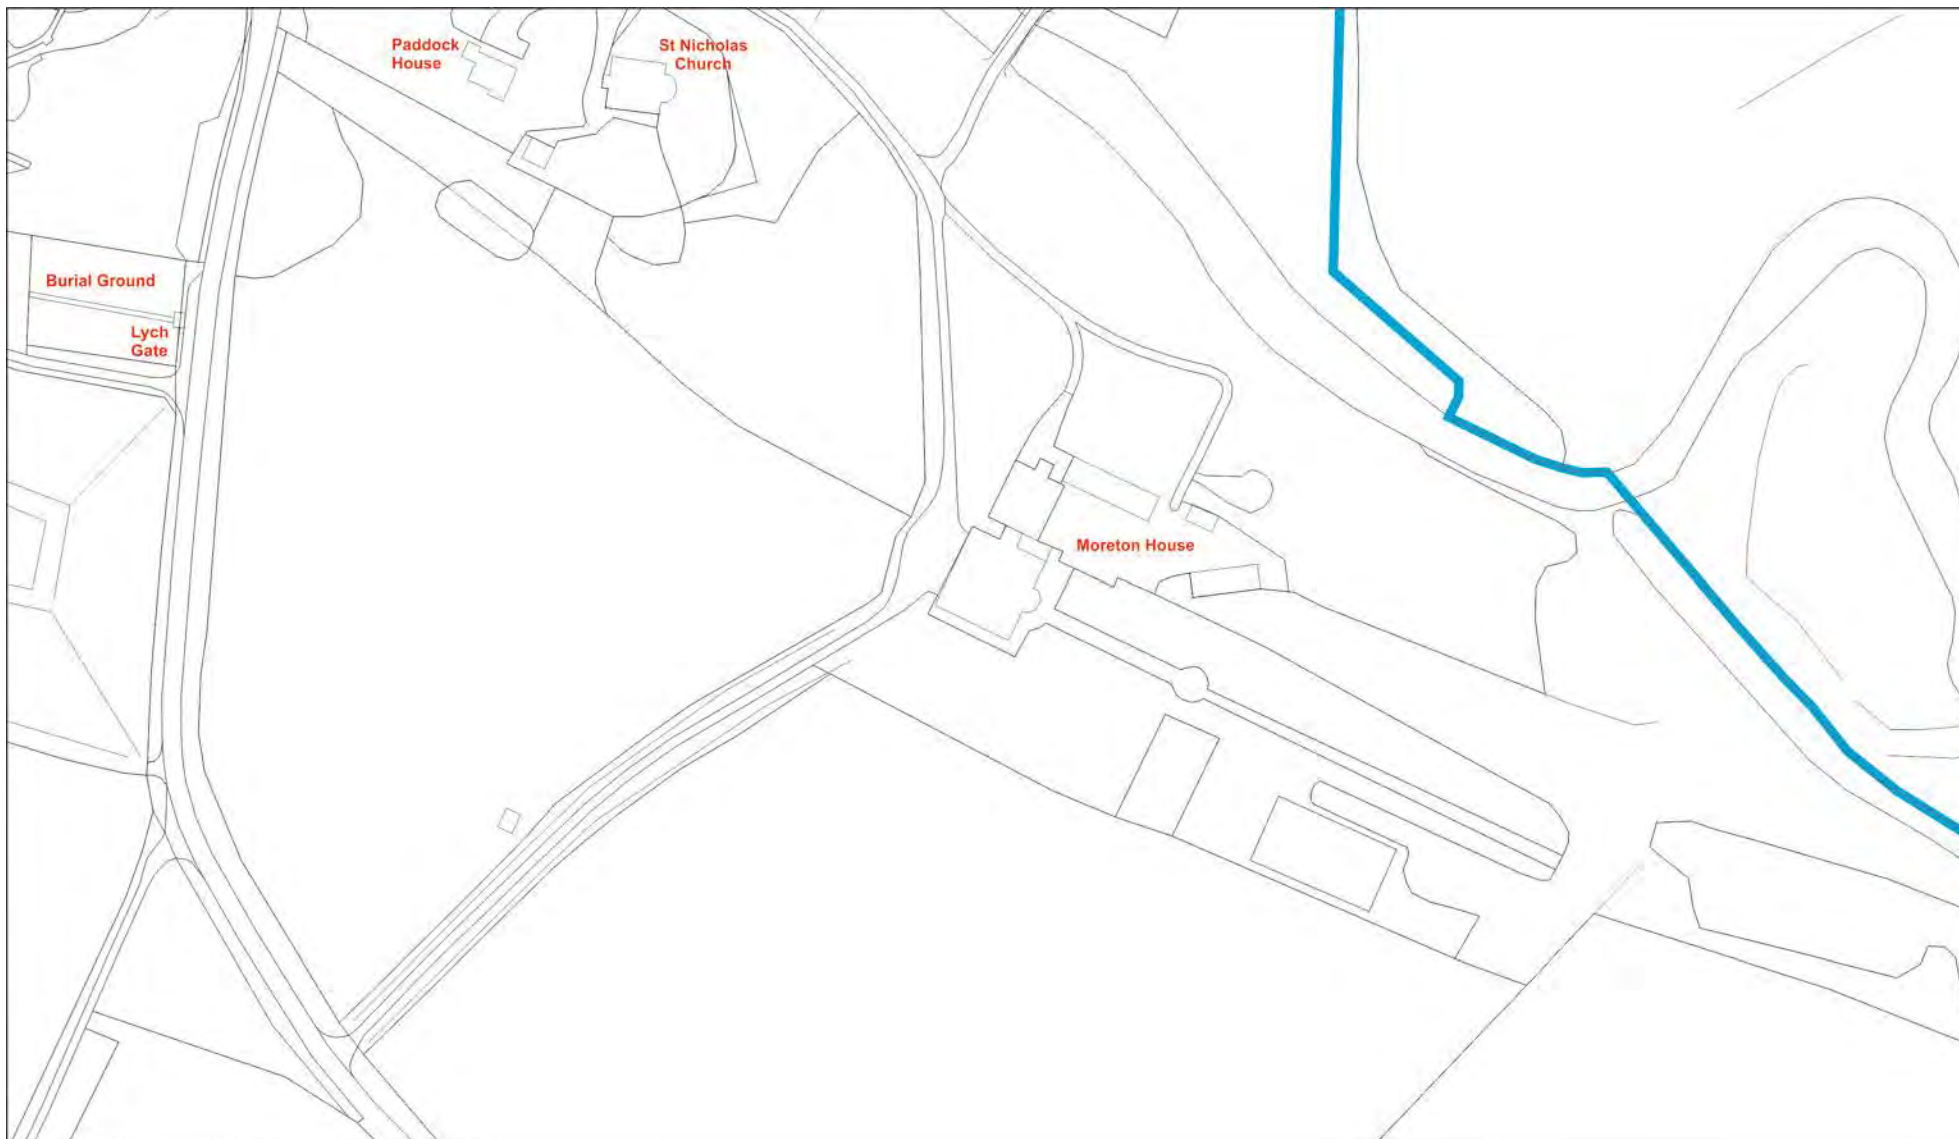 Paddock
House
St Nicholas
Church
Burial Ground
Lych
Gate
Moreton House